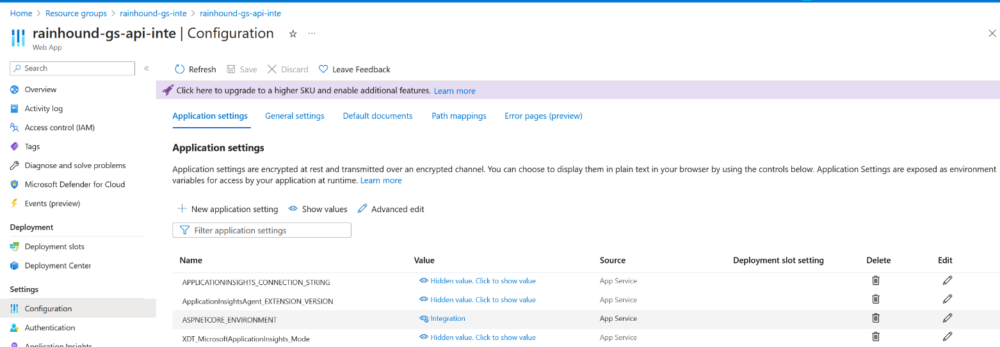 Home > Resource groups > rainhound-gs-inte > rainhound-gs-api-inte
rainhound-gs-api-inte | Configuration
Web App
Search
Overview
Activity log
Access control (IAM)
Tags
Diagnose and solve problems
Microsoft Defender for Cloud
Events (preview)
Deployment
Deployment slots
Deployment Center
Settings
Configuration
Authentication
Application Insights
Refresh Save Discard Leave Feedback
Click here to upgrade to a higher SKU and enable additional features. Learn more
Application settings General settings Default documents Path mappings Error pages (preview)
Application settings
Application settings are encrypted at rest and transmitted over an encrypted channel. You can choose to display them in plain text in your browser by using the controls below. Application Settings are exposed as environment
variables for access by your application at runtime. Learn more
New application setting Show values Advanced edit
Filter application settings
Name Value Source Deployment slot setting Delete Edit
APPLICATIONINSIGHTS_CONNECTION_STRING Hidden value. Click to show value App Service
ApplicationInsightsAgent_EXTENSION_VERSION Hidden value. Click to show value App Service
ASPNETCORE_ENVIRONMENT Integration App Service
XDT_MicrosoftApplicationInsights_Mode Hidden value. Click to show value App Service